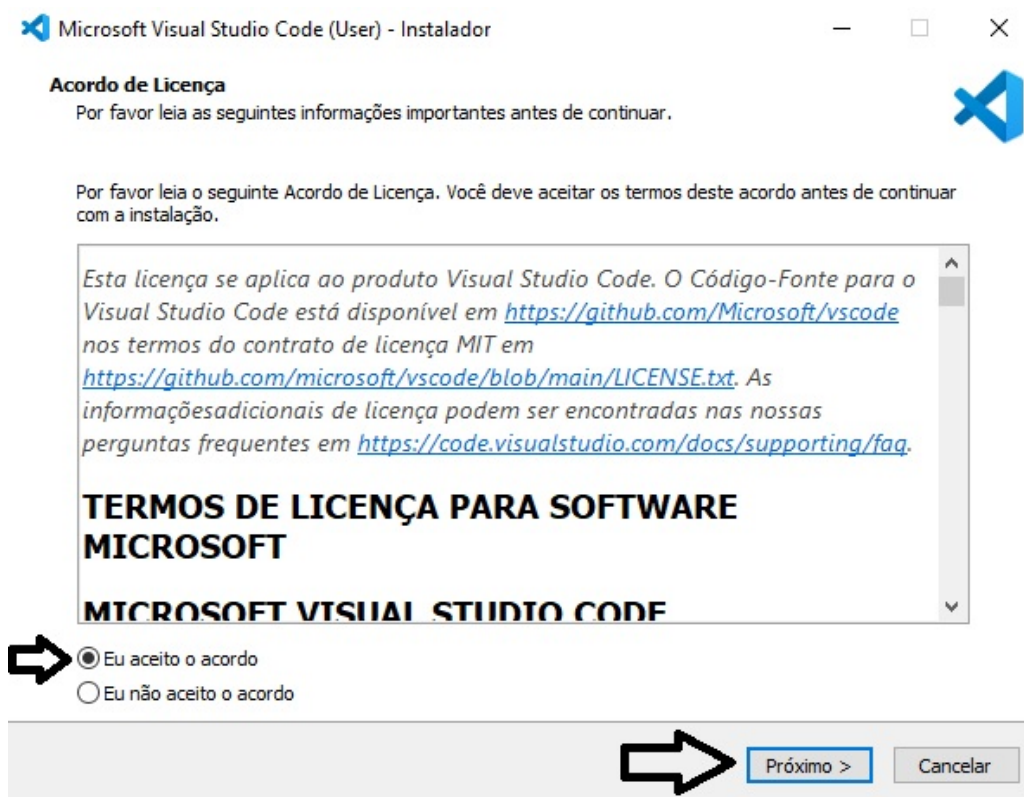 Microsoft Visual Studio Code (User) - Instalador
Acordo de Licença
Por favor leia as seguintes informações importantes antes de continuar.
Por favor leia o seguinte Acordo de Licença. Você deve aceitar os termos deste acordo antes de continuar
com a instalação.
Esta licença se aplica ao produto Visual Studio Code. O Código-Fonte para o
Visual Studio Code está disponível em https://github.com/Microsoft/vscode
nos termos do contrato de licença MIT em
https://github.com/microsoft/vscode/blob/main/LICENSE.txt. As
informaçõesadicionais de licença podem ser encontradas nas nossas
perguntas frequentes em https://code.visualstudio.com/docs/supporting/faq.
TERMOS DE LICENÇA PARA SOFTWARE
MICROSOFT
MICROSOFT VISUAL STUDIO CODE
Eu aceito o acordo
Eu não aceito o acordo
Próximo >
Cancelar